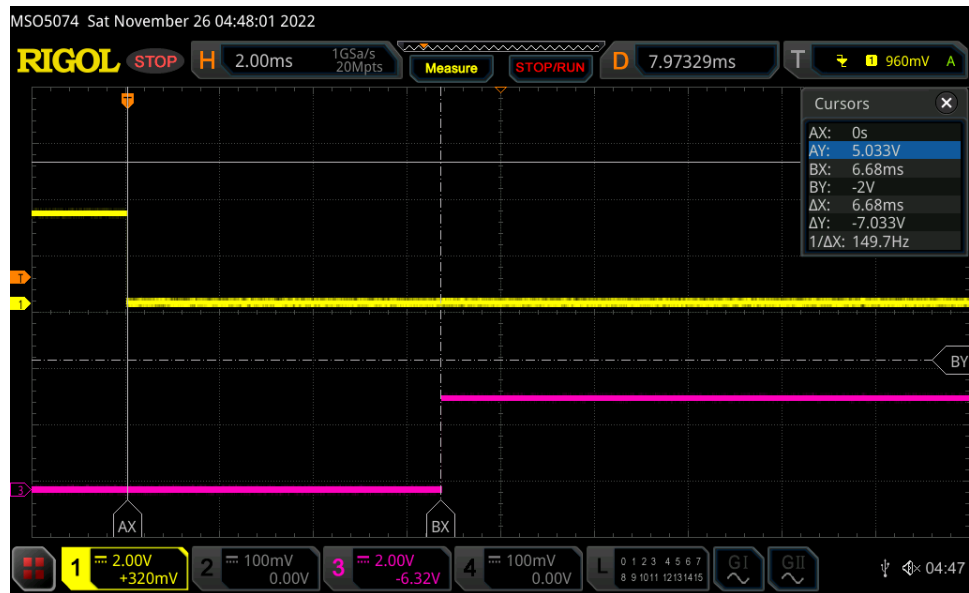 MSO5074 Sat November 26 04:48:01 2022
RIGOL STOP H 2.00ms 1GSa/s 20Mpts Measure STOP/RUN D 7.97329ms T 1 960mV A
T
Cursors
AX: 0s
AY: 5.033V
BX: 6.68ms
BY: -2V
ΔX: 6.68ms
ΔY: -7.033V
1/ΔX: 149.7Hz
T
1
BY
3
AX BX
1 2.00V +320mV 2 100mV 0.00V 3 2.00V -6.32V 4 100mV 0.00V L 0 1 2 3 4 5 6 7 8 9 10 11 12 13 14 15 GI GII 04:47